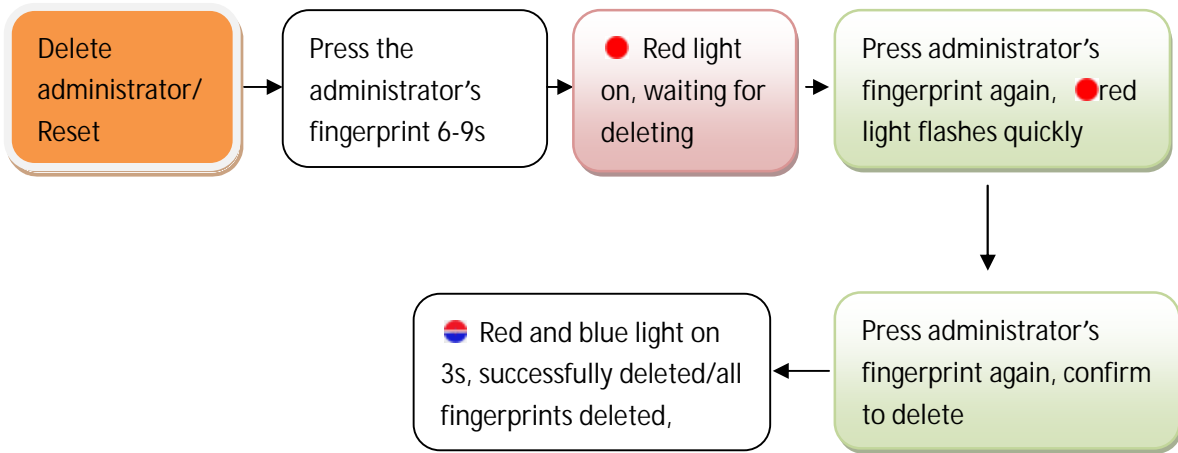 Delete
administrator/
Reset
Press the
administrator's
fingerprint 6-9s
Red light
on, waiting for
deleting
Press administrator's
fingerprint again, red
light flashes quickly
Press administrator's
fingerprint again, confirm
to delete
Red and blue light on
3s, successfully deleted/all
fingerprints deleted,